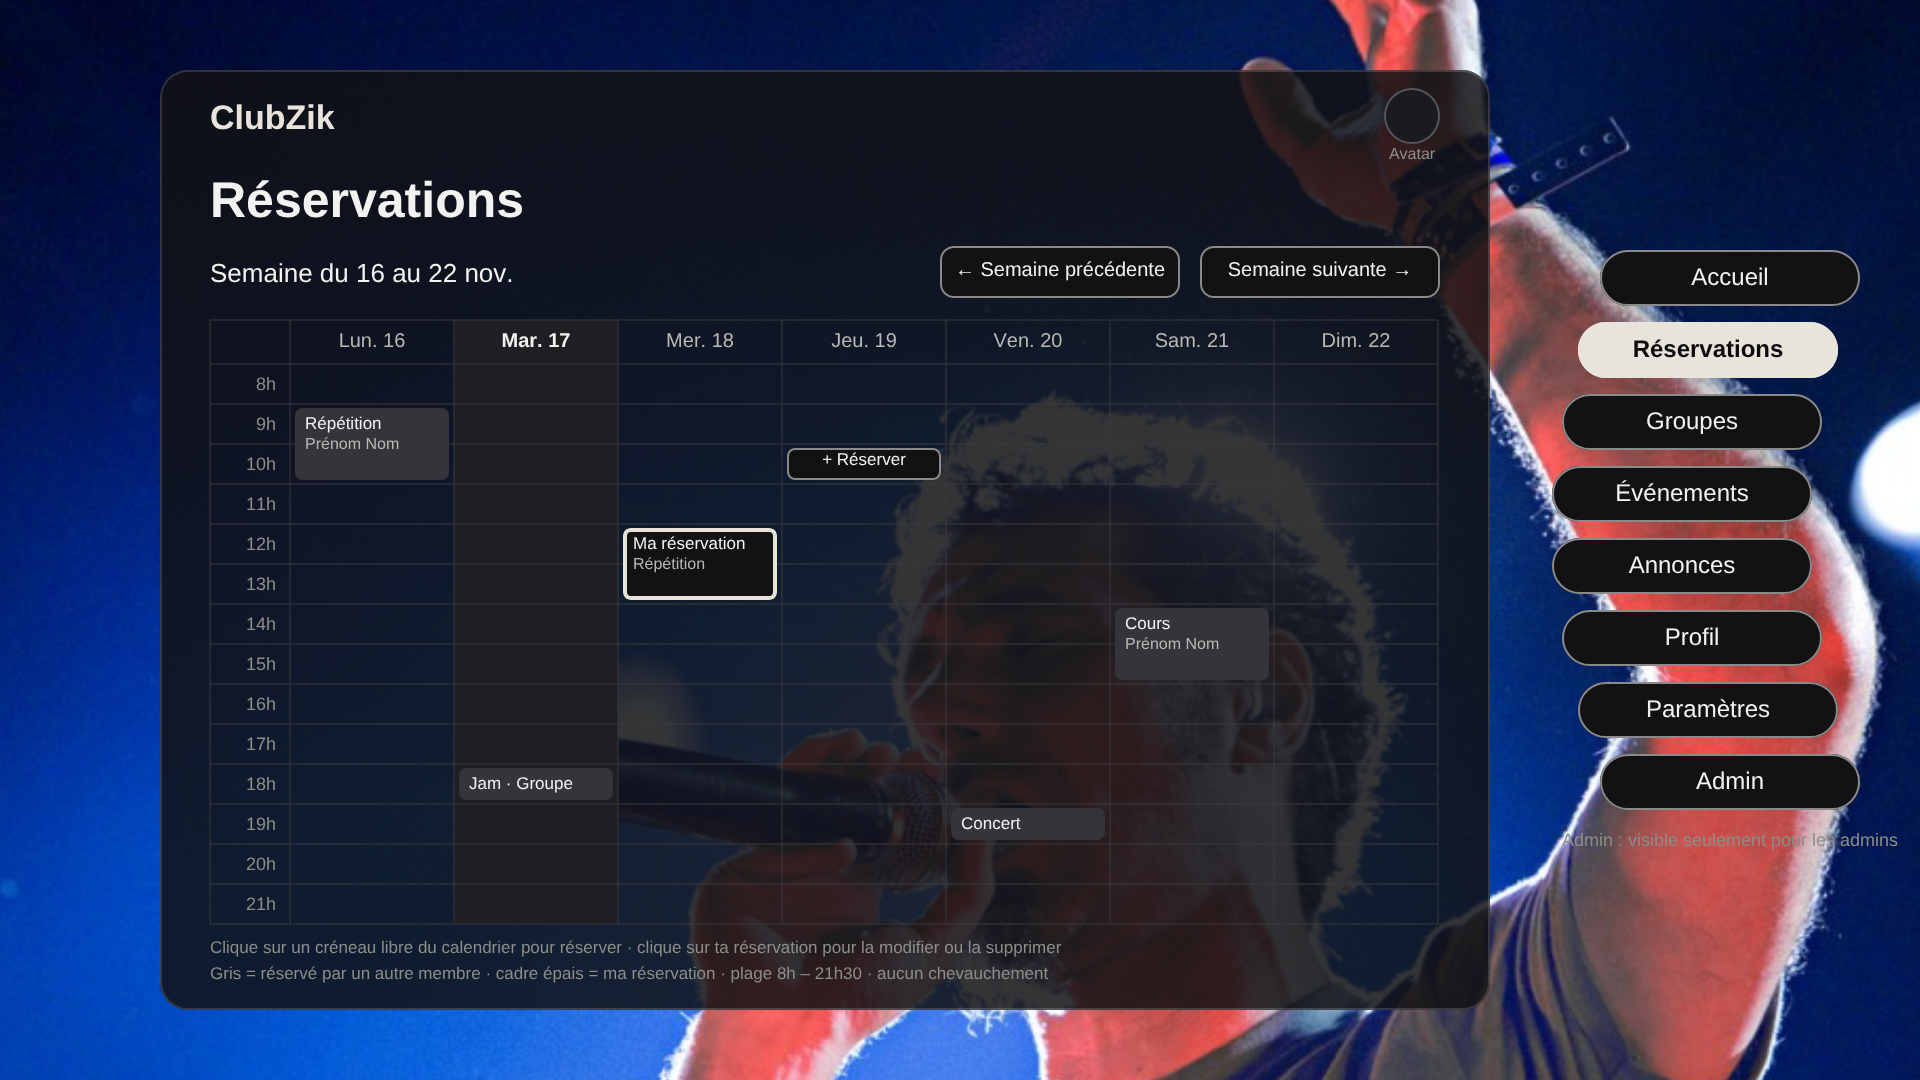 ClubZik
Avatar
Réservations
Semaine du 16 au 22 nov.
← Semaine précédente
Semaine suivante →
Lun. 16
Mar. 17
Mer. 18
Jeu. 19
Ven. 20
Sam. 21
Dim. 22
8h
9h
10h
11h
12h
13h
14h
15h
16h
17h
18h
19h
20h
21h
Répétition
Prénom Nom
+ Réserver
Ma réservation
Répétition
Cours
Prénom Nom
Jam · Groupe
Concert
Clique sur un créneau libre du calendrier pour réserver · clique sur ta réservation pour la modifier ou la supprimer
Gris = réservé par un autre membre · cadre épais = ma réservation · plage 8h – 21h30 · aucun chevauchement
Accueil
Réservations
Groupes
Événements
Annonces
Profil
Paramètres
Admin
Admin : visible seulement pour les admins